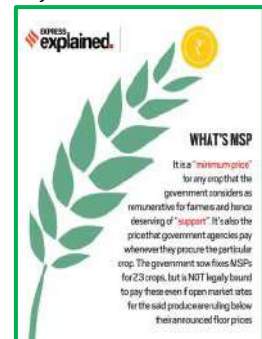 EXPRESS
explained.
₹
WHAT'S MSP
It is a "minimum price"
for any crop that the
government considers as
remunerative for farmers and hence
deserving of "support". It's also the
price that government agencies pay
whenever they procure the particular
crop. The government now fixes MSPs
for 23 crops, but is NOT legally bound
to pay these even if open market rates
for the said produce are ruling below
their announced floor prices